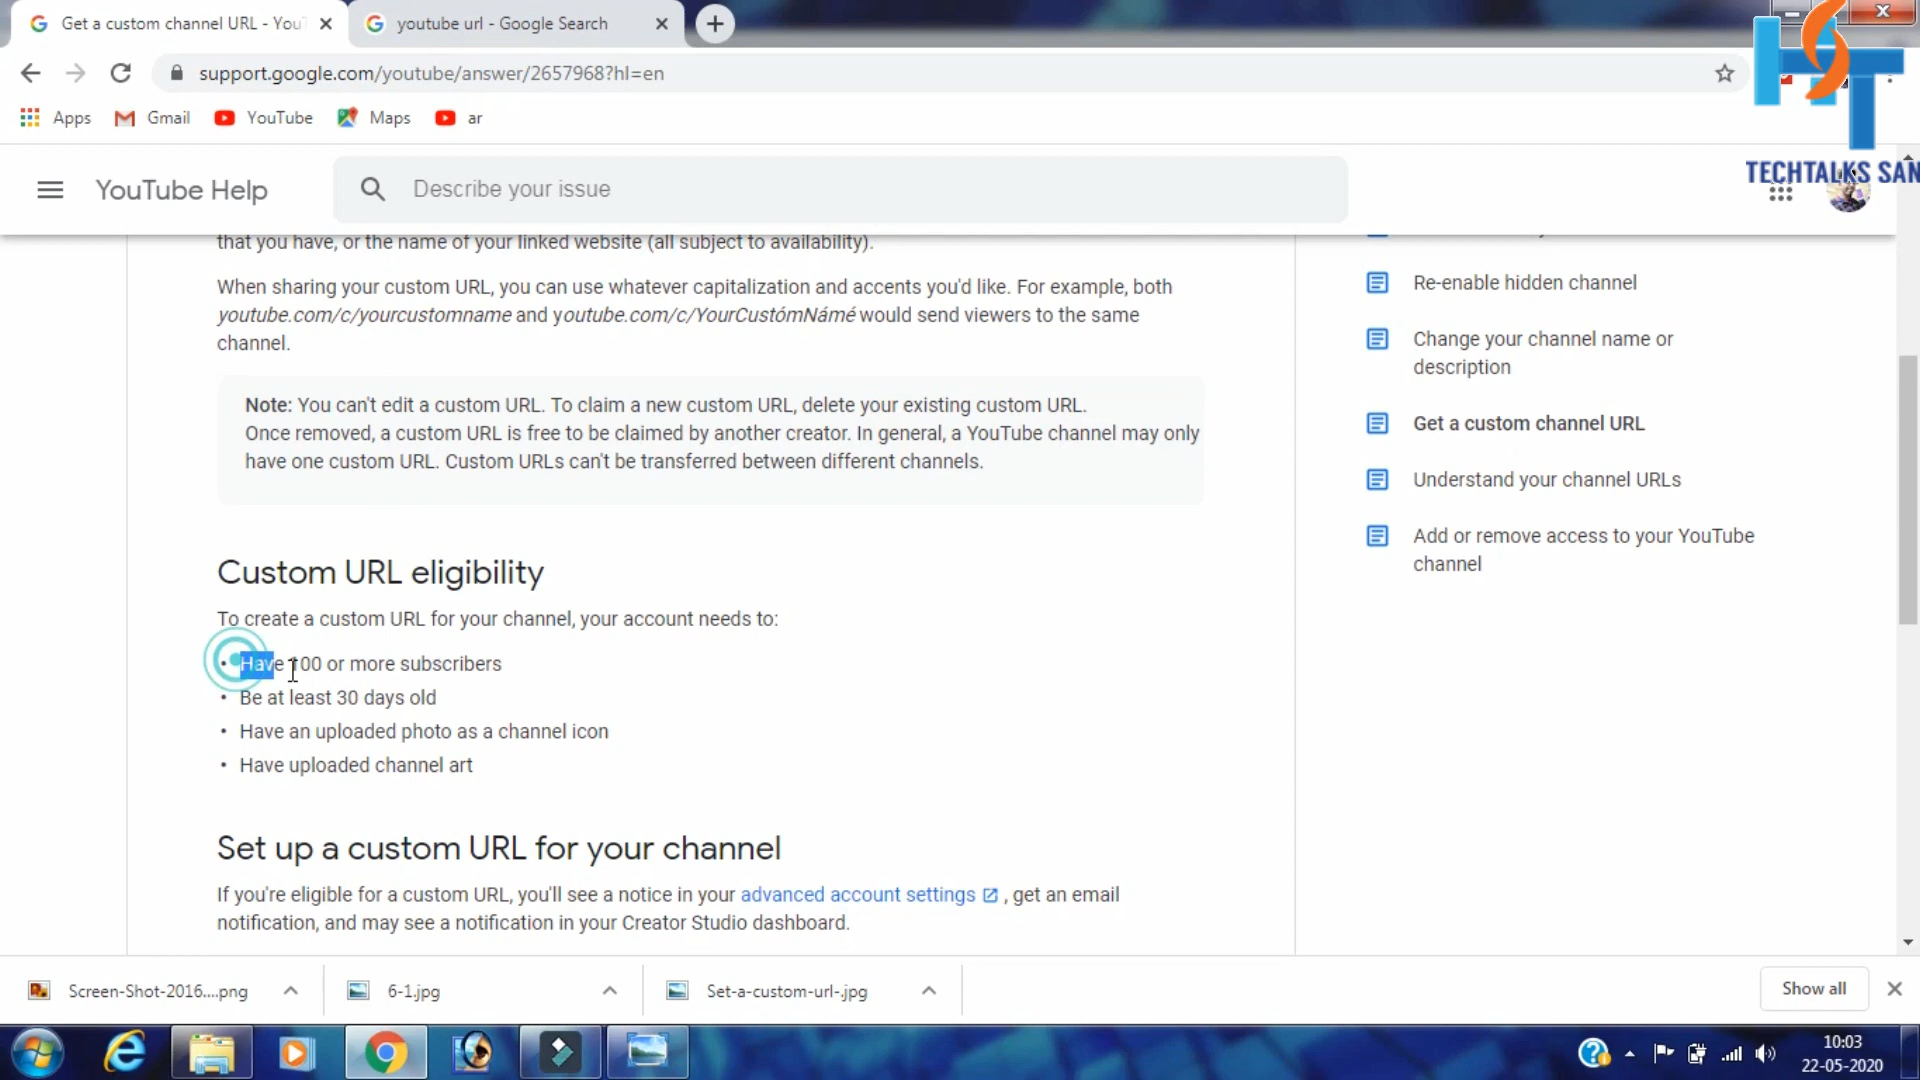 Get a custom channel URL - You
youtube url - Google Search
support.google.com/youtube/answer/2657968?hl=en
Apps
Gmail
YouTube
Maps
ar
TECHTALKS SAN
YouTube Help
Describe your issue
that you have, or the name of your linked website (all subject to availability).
When sharing your custom URL, you can use whatever capitalization and accents you'd like. For example, both
youtube.com/c/yourcustomname and youtube.com/c/YourCustómNámé would send viewers to the same
channel.
Note: You can't edit a custom URL. To claim a new custom URL, delete your existing custom URL.
Once removed, a custom URL is free to be claimed by another creator. In general, a YouTube channel may only
have one custom URL. Custom URLs can't be transferred between different channels.
Custom URL eligibility
To create a custom URL for your channel, your account needs to:
• Have 100 or more subscribers
• Be at least 30 days old
• Have an uploaded photo as a channel icon
• Have uploaded channel art
Set up a custom URL for your channel
If you're eligible for a custom URL, you'll see a notice in your advanced account settings , get an email
notification, and may see a notification in your Creator Studio dashboard.
Re-enable hidden channel
Change your channel name or
description
Get a custom channel URL
Understand your channel URLs
Add or remove access to your YouTube
channel
Screen-Shot-2016....png
6-1.jpg
Set-a-custom-url-.jpg
Show all
10:03
22-05-2020